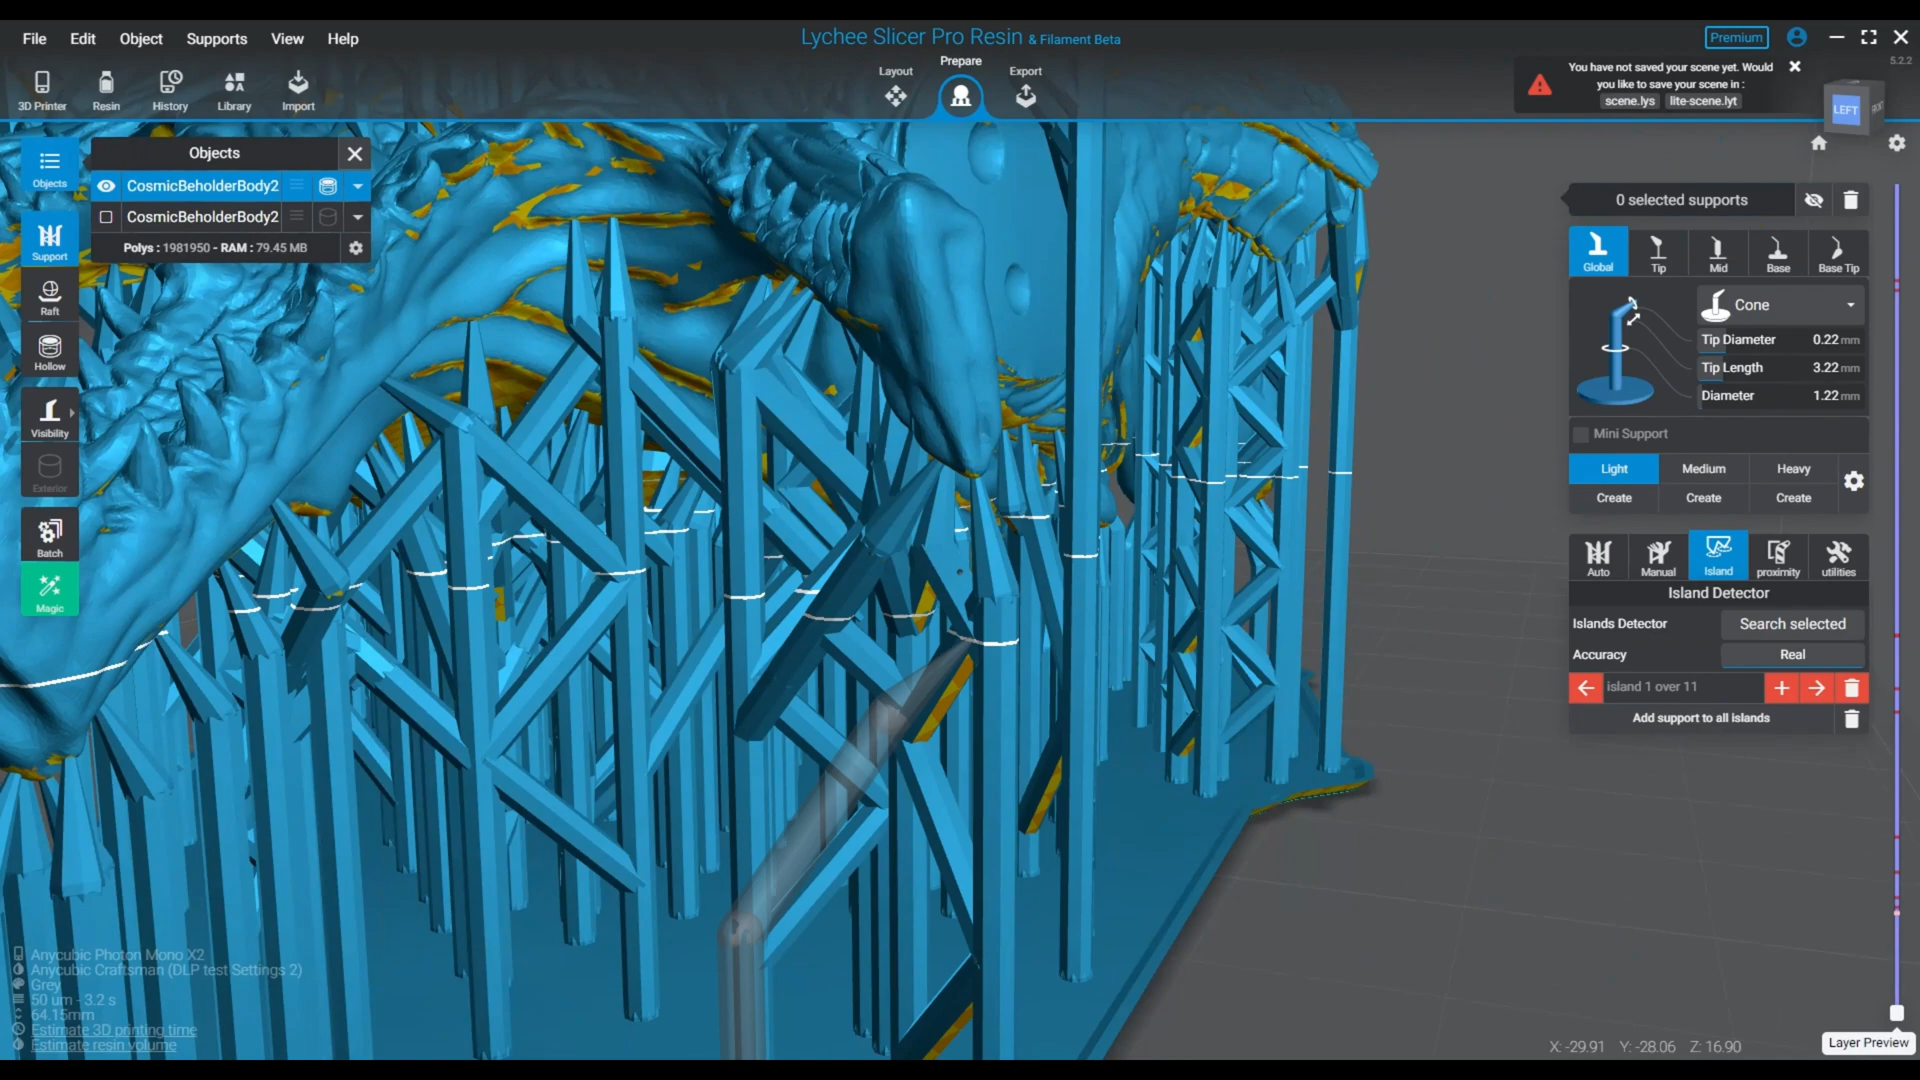 File Edit Object Supports View Help
Lychee Slicer Pro Resin & Filament Beta
Premium
5.2.2
3D Printer Resin History Library Import
Layout Prepare Export
You have not saved your scene yet. Would
you like to save your scene in :
scene.lys lite-scene.lyt
LEFT
Objects
Objects
CosmicBeholderBody2
CosmicBeholderBody2
Polys : 1981950 - RAM : 79.45 MB
Support
Raft
Hollow
Visibility
Exterior
Batch
Magic
0 selected supports
Global Tip Mid Base Base Tip
Cone
Tip Diameter 0.22 mm
Tip Length 3.22 mm
Diameter 1.22 mm
Mini Support
Light Medium Heavy
Create Create Create
Auto Manual Island proximity utilities
Island Detector
Islands Detector Search selected
Accuracy Real
island 1 over 11
Add support to all islands
Anycubic Photon Mono X2
Anycubic Craftsman (DLP test Settings 2)
Grey
50 um - 3.2 s
64.15mm
Estimate 3D printing time
Estimate resin volume
X: -29.91 Y: -28.06 Z: 16.90
Layer Preview